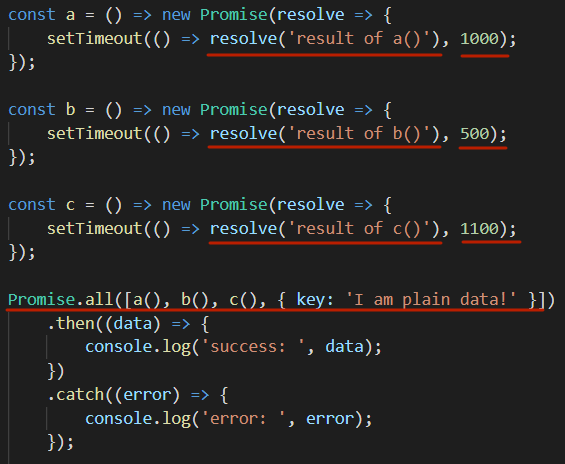 const a = () => new Promise(resolve => {
    setTimeout(() => resolve('result of a()'), 1000);
});
const b = () => new Promise(resolve => {
    setTimeout(() => resolve('result of b()'), 500);
});
const c = () => new Promise(resolve => {
    setTimeout(() => resolve('result of c()'), 1100);
});
Promise.all([a(), b(), c(), { key: 'I am plain data!' }])
    .then((data) => {
        console.log('success: ', data);
    })
    .catch((error) => {
        console.log('error: ', error);
    });